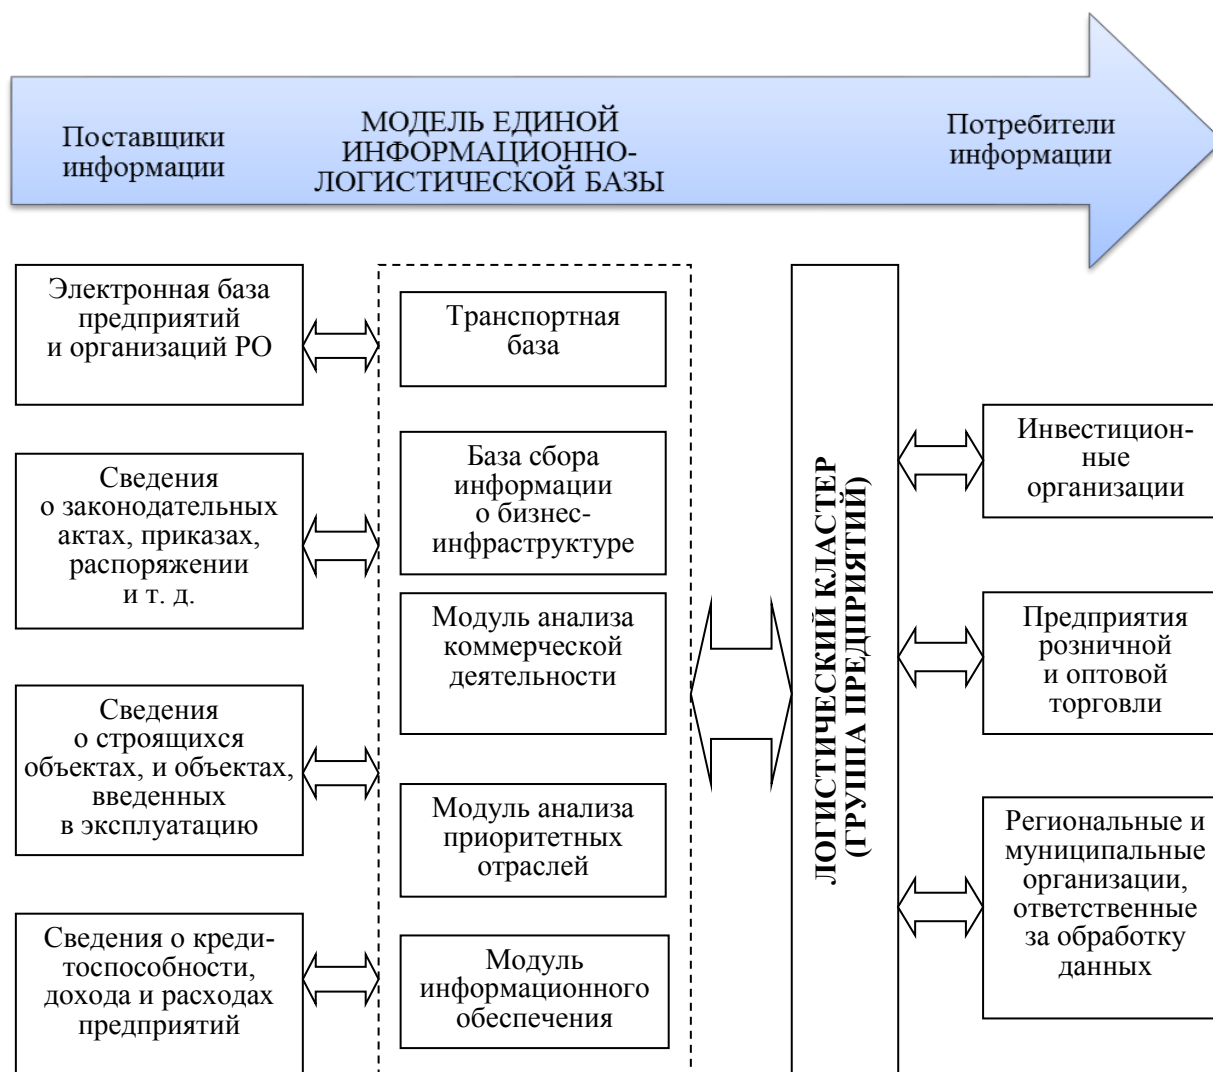 Поставщики
информации
МОДЕЛЬ ЕДИНОЙ
ИНФОРМАЦИОННО-
ЛОГИСТИЧЕСКОЙ БАЗЫ
Потребители
информации
Электронная база
предприятий
и организаций РО
Сведения
о законодательных
актах, приказах,
распоряжении
и т. д.
Сведения
о строящихся
объектах, и объектах,
введенных
в эксплуатацию
Сведения о креди-
тоспособности,
дохода и расходах
предприятий
Транспортная
база
База сбора
информации
о бизнес-
инфраструктуре
Модуль анализа
коммерческой
деятельности
Модуль анализа
приоритетных
отраслей
Модуль
информационного
обеспечения
ЛОГИСТИЧЕСКИЙ КЛАСТЕР
(ГРУППА ПРЕДПРИЯТИЙ)
Инвестицион-
ные
организации
Предприятия
розничной
и оптовой
торговли
Региональные и
муниципальные
организации,
ответственные
за обработку
данных